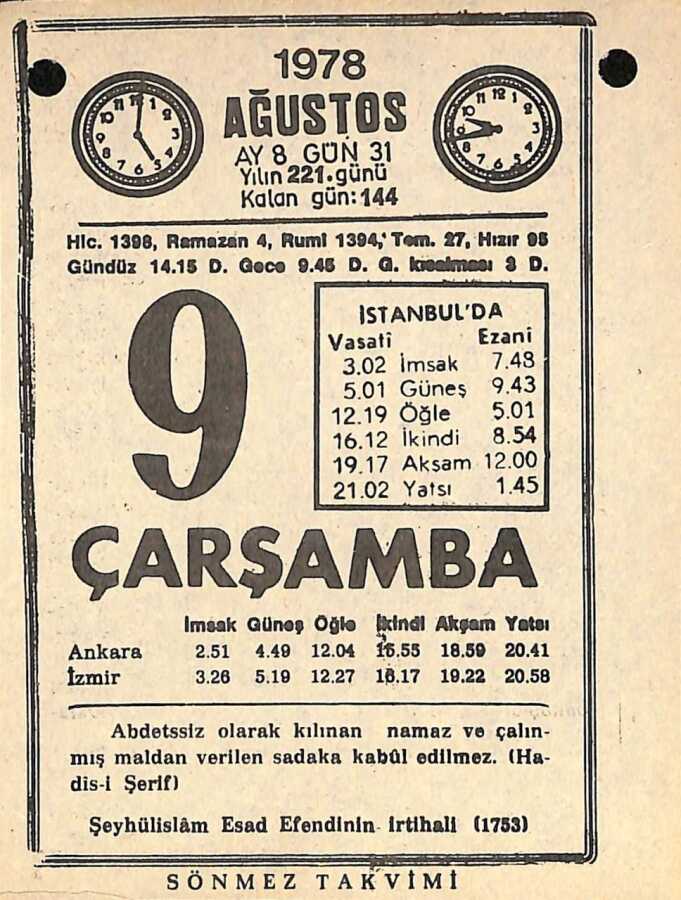 1978
AĞUSTOS
AY 8 GÜN 31
Yılın 221.günü
Kalan gün:144
Hic. 1398, Ramazan 4, Rumi 1394, Tem. 27, Hızır 96
Gündüz 14.15 D. Gece 9.45 D. G. kısalması 3 D.
9
İSTANBUL'DA
Vasati Ezani
3.02 İmsak 7.48
5.01 Güneş 9.43
12.19 Öğle 5.01
16.12 İkindi 8.54
19.17 Akşam 12.00
21.02 Yatsı 1.45
ÇARŞAMBA
İmsak Güneş Öğle İkindi Akşam Yatsı
Ankara 2.51 4.49 12.04 15.55 18.59 20.41
İzmir 3.26 5.19 12.27 16.17 19.22 20.58
Abdetssiz olarak kılınan namaz ve çalın-
mış maldan verilen sadaka kabûl edilmez. (Ha-
dis-i Şerif)
Şeyhülislâm Esad Efendinin irtihali (1753)
SÖNMEZ TAKVİMİ